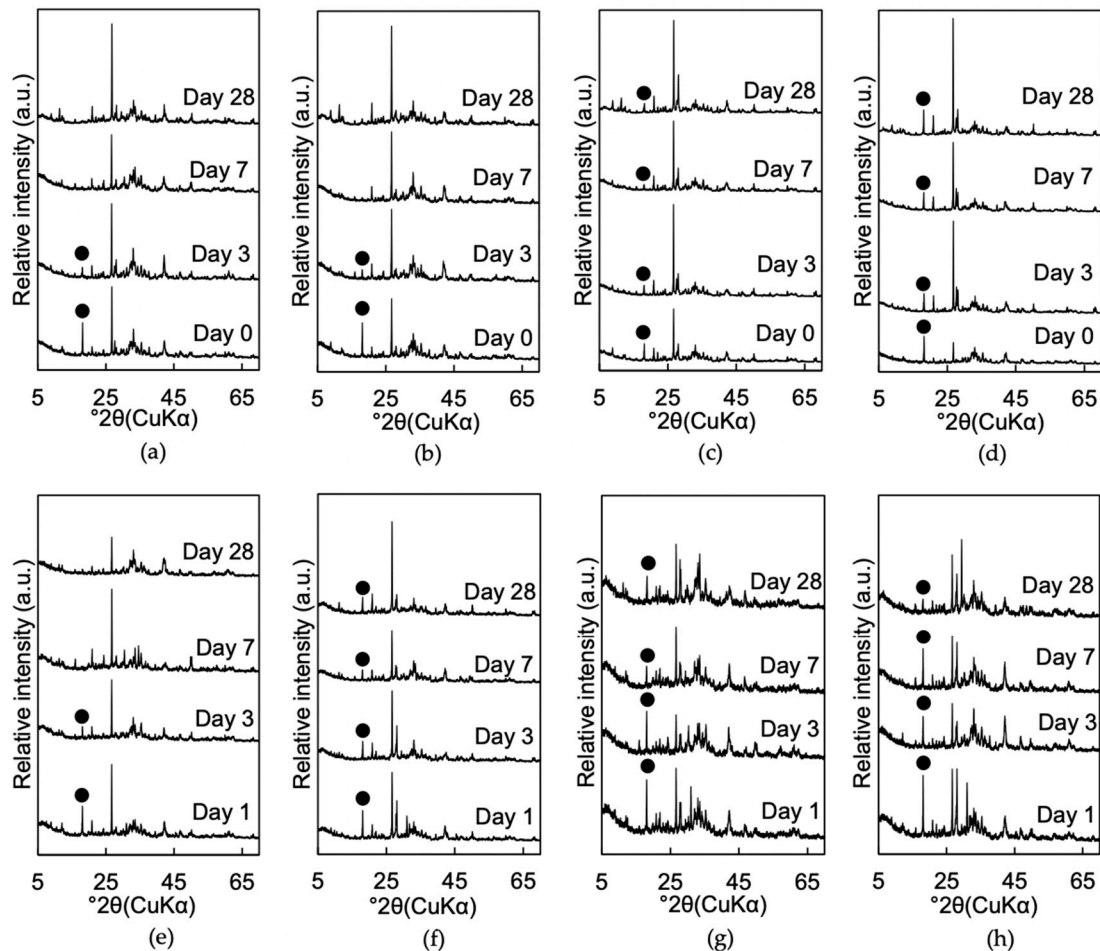 Relative intensity (a.u.)
Day 28
Day 7
Day 3
Day 0
5 25 45 65
°2θ(CuKα)
(a)
Relative intensity (a.u.)
Day 28
Day 7
Day 3
Day 0
5 25 45 65
°2θ(CuKα)
(b)
Relative intensity (a.u.)
Day 28
Day 7
Day 3
Day 0
5 25 45 65
°2θ(CuKα)
(c)
Relative intensity (a.u.)
Day 28
Day 7
Day 3
Day 0
5 25 45 65
°2θ(CuKα)
(d)
Relative intensity (a.u.)
Day 28
Day 7
Day 3
Day 1
5 25 45 65
°2θ(CuKα)
(e)
Relative intensity (a.u.)
Day 28
Day 7
Day 3
Day 1
5 25 45 65
°2θ(CuKα)
(f)
Relative intensity (a.u.)
Day 28
Day 7
Day 3
Day 1
5 25 45 65
°2θ(CuKα)
(g)
Relative intensity (a.u.)
Day 28
Day 7
Day 3
Day 1
5 25 45 65
°2θ(CuKα)
(h)